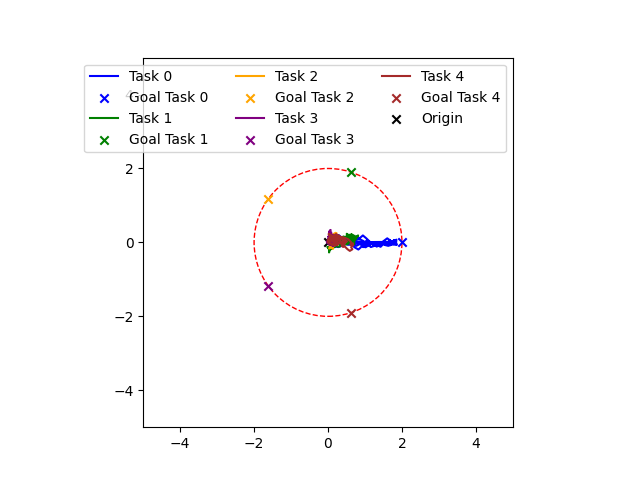 Task 0 Task 2 Task 4
Goal Task 0 Goal Task 2 Goal Task 4
Task 1 Task 3 Origin
Goal Task 1 Goal Task 3
4
2
0
−2
−4
−4 −2 0 2 4